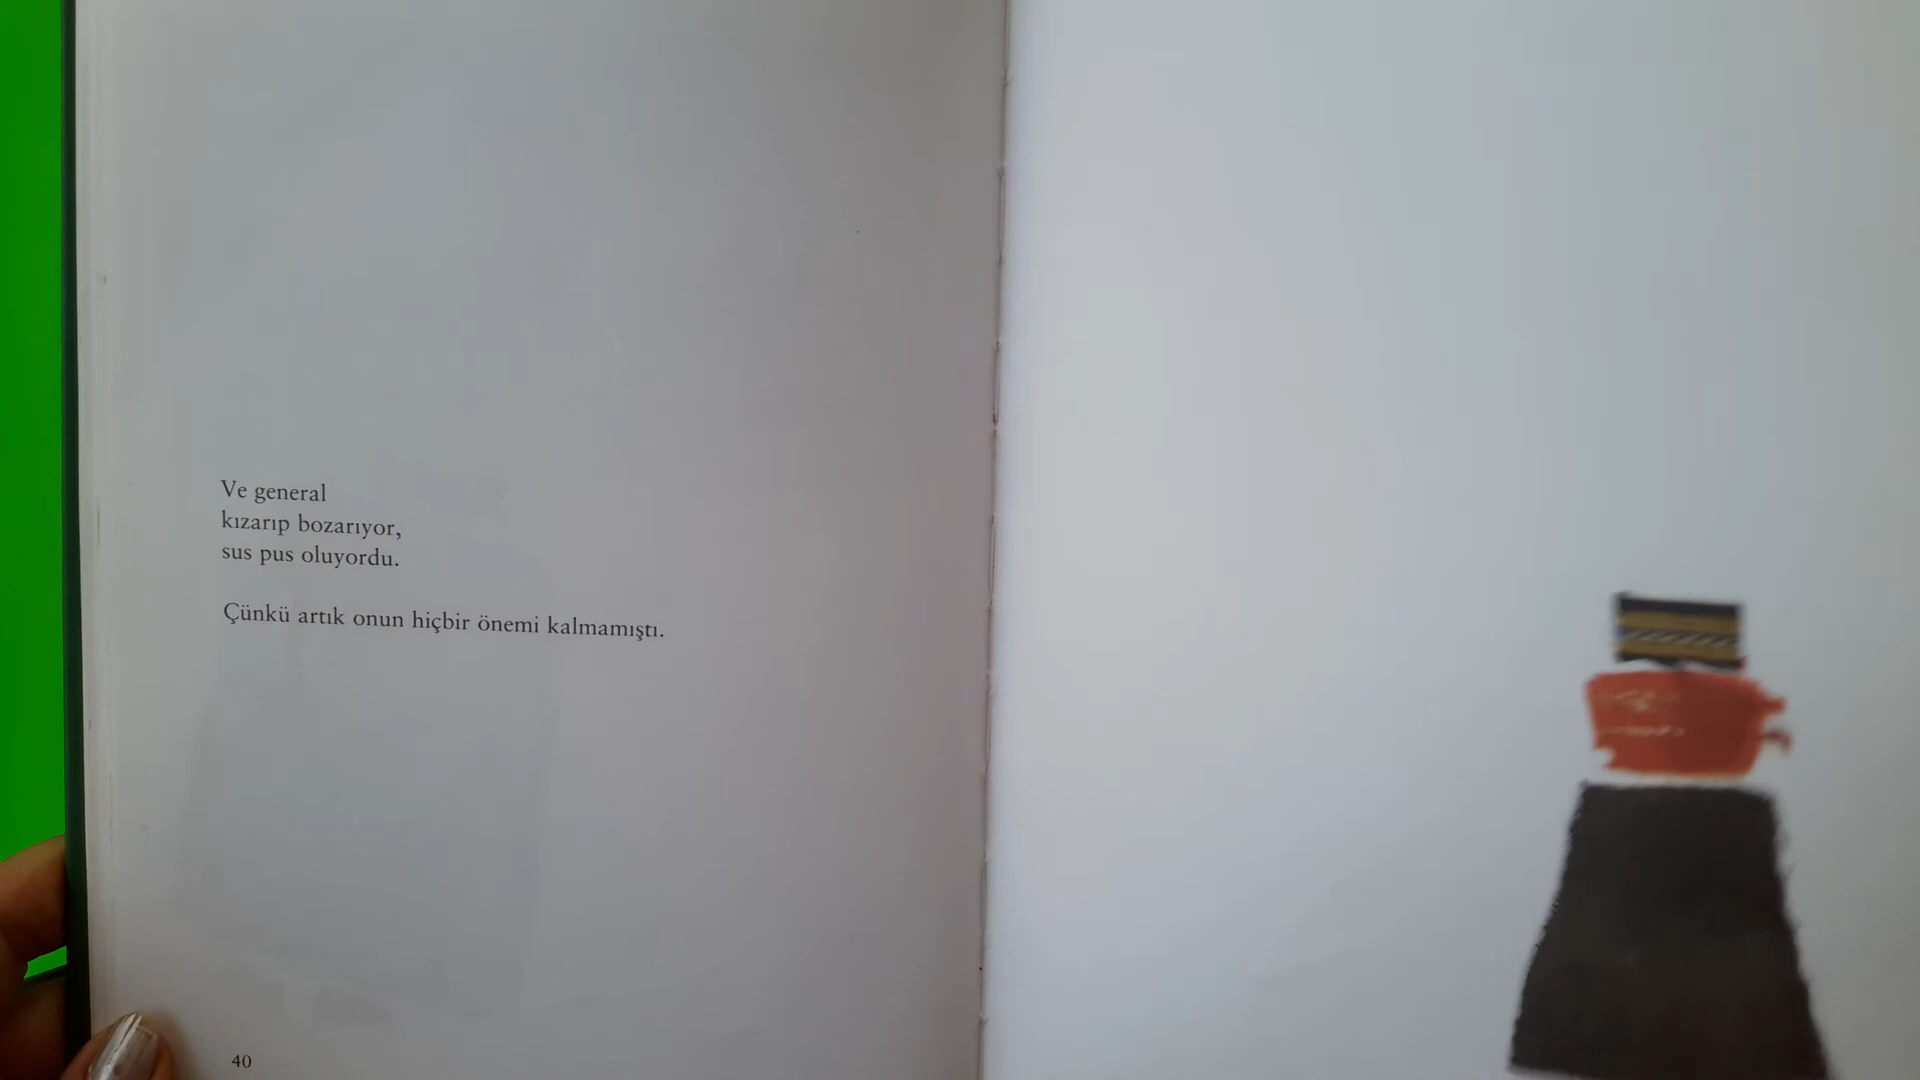 Ve general
kızarıp bozarıyor,
sus pus oluyordu.
Çünkü artık onun hiçbir önemi kalmamıştı.
40